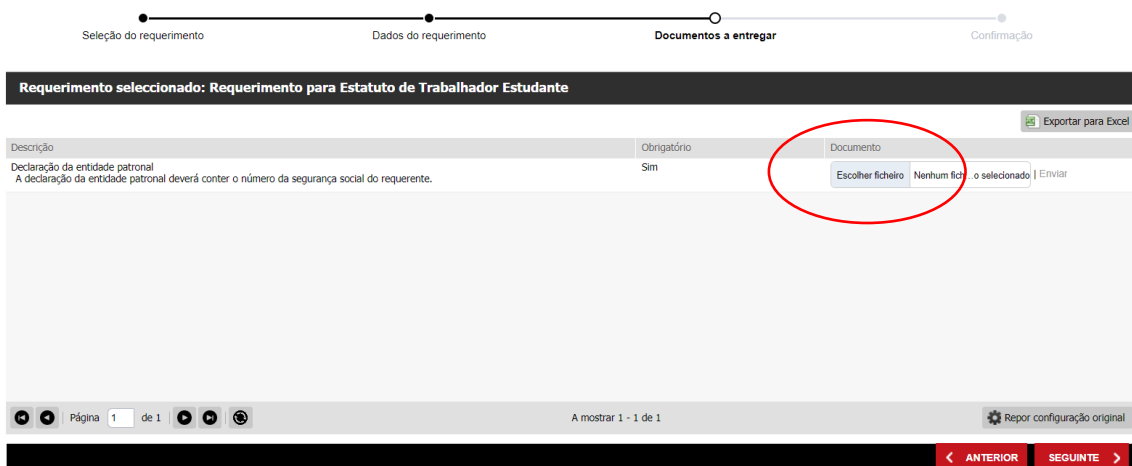 Seleção do requerimento
Dados do requerimento
Documentos a entregar
Confirmação
Requerimento seleccionado: Requerimento para Estatuto de Trabalhador Estudante
Exportar para Excel
Descrição Obrigatório Documento
Declaração da entidade patronal Sim
A declaração da entidade patronal deverá conter o número da segurança social do requerente.
Escolher ficheiro Nenhum fich...o selecionado | Enviar
Página 1 de 1
A mostrar 1 - 1 de 1
Repor configuração original
ANTERIOR
SEGUINTE